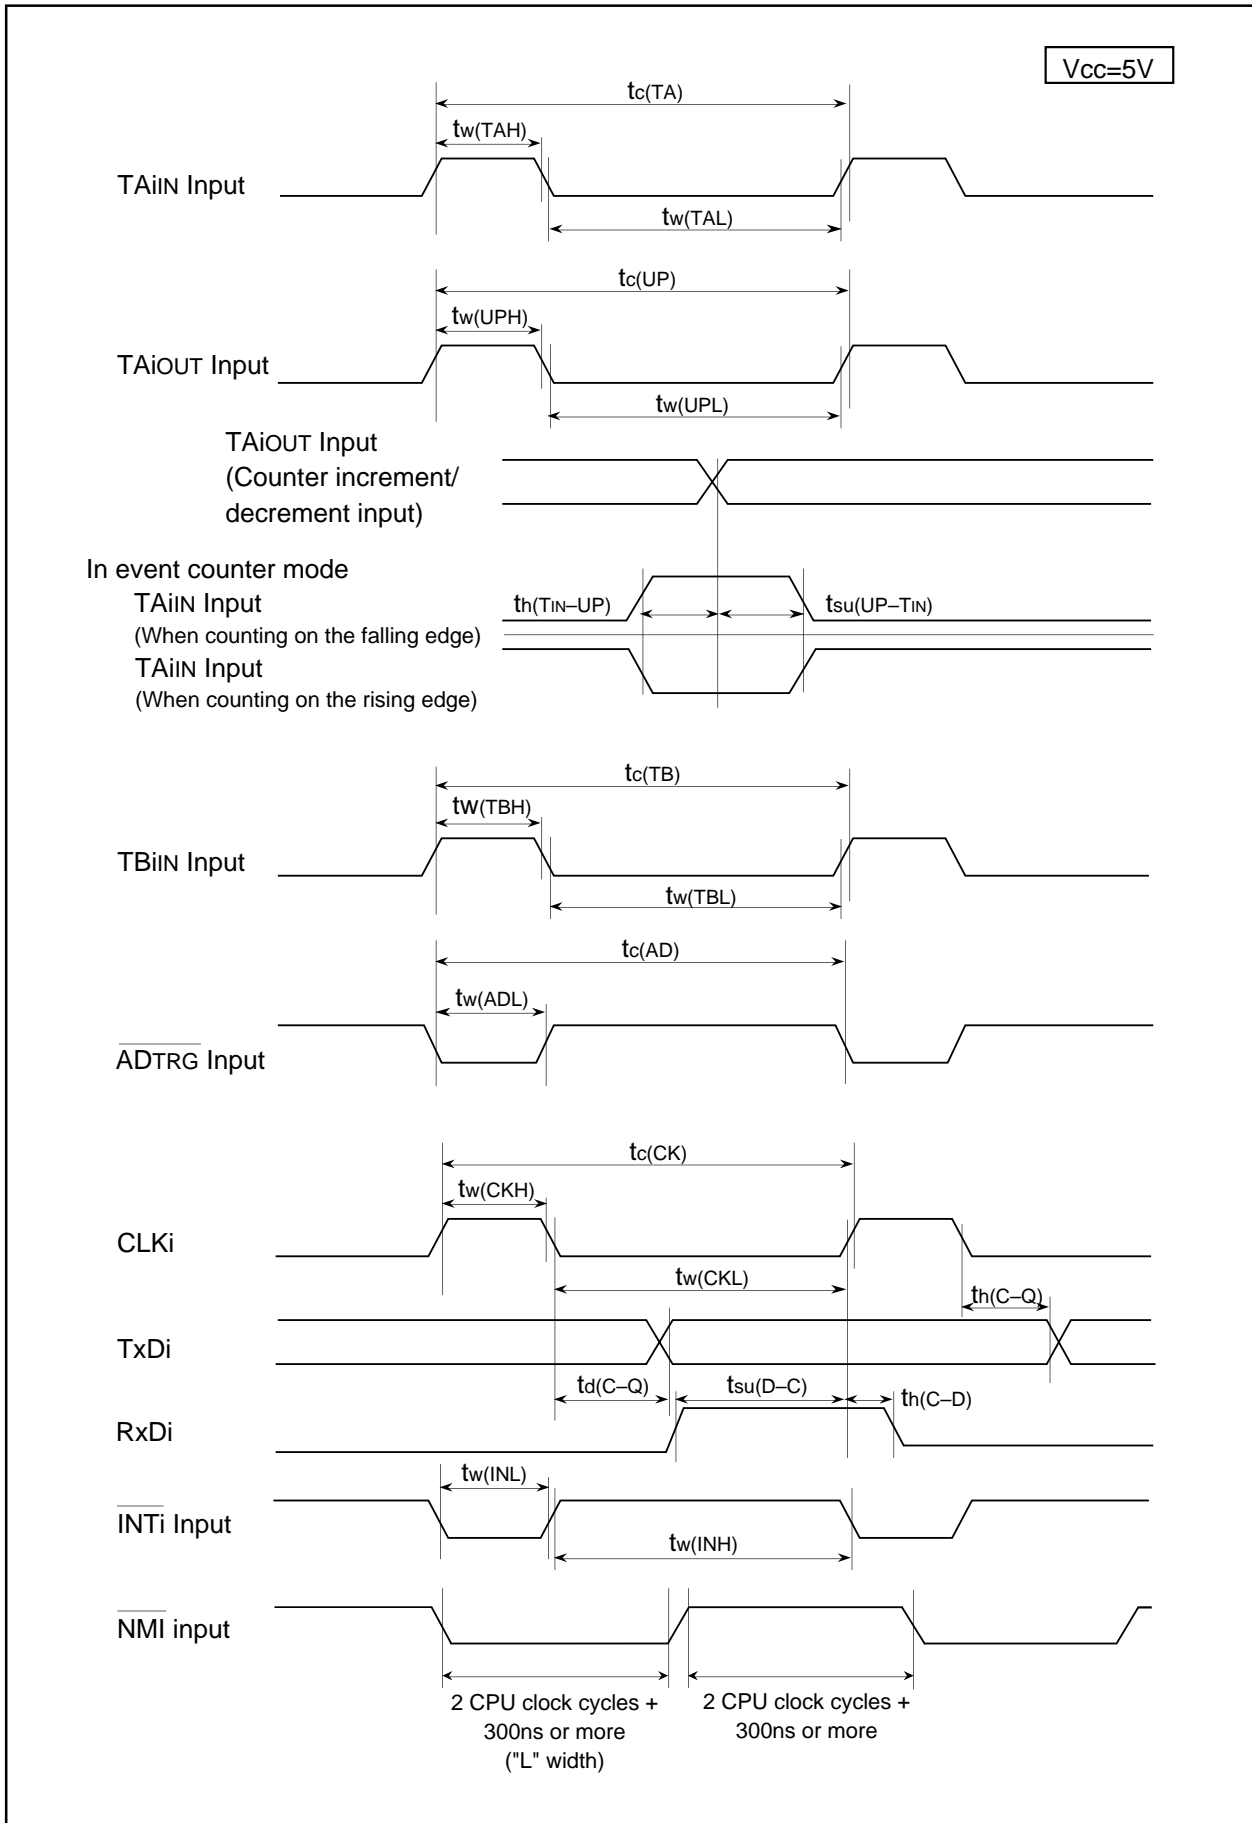 Vcc=5V
tc(TA)
tw(TAH)
TAiIN Input
tw(TAL)
tc(UP)
tw(UPH)
TAiOUT Input
tw(UPL)
TAiOUT Input
(Counter increment/
decrement input)
In event counter mode
TAiIN Input
th(TIN–UP)
tsu(UP–TIN)
(When counting on the falling edge)
TAiIN Input
(When counting on the rising edge)
tc(TB)
tw(TBH)
TBiIN Input
tw(TBL)
tc(AD)
tw(ADL)
ADTRG Input
tc(CK)
tw(CKH)
CLKi
tw(CKL)
th(C–Q)
TxDi
td(C–Q)
tsu(D–C)
th(C–D)
RxDi
tw(INL)
INTi Input
tw(INH)
NMI input
2 CPU clock cycles +
300ns or more
("L" width)
2 CPU clock cycles +
300ns or more